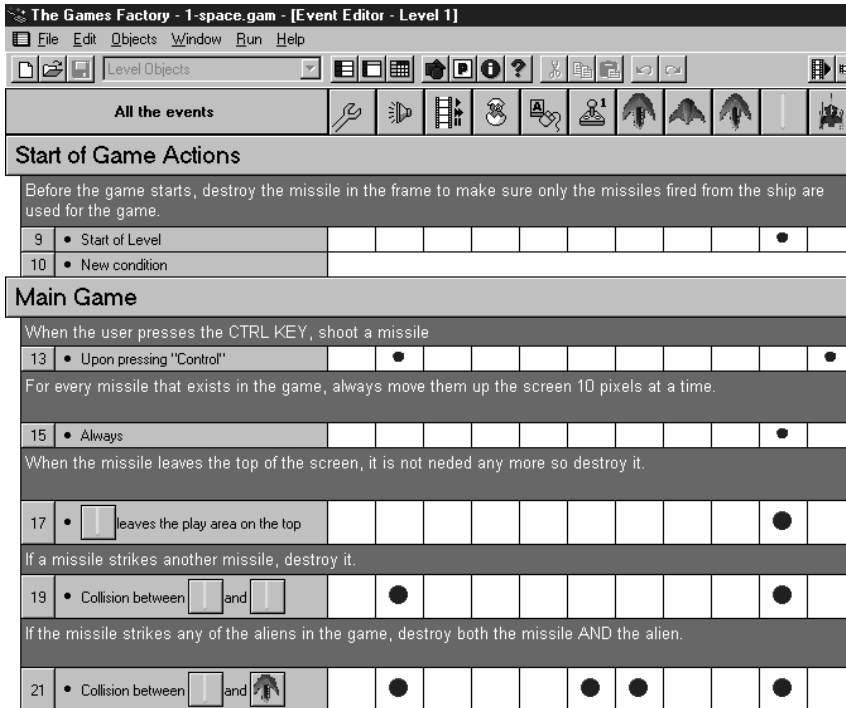 The Games Factory - 1-space.gam - [Event Editor - Level 1]
File Edit Objects Window Run Help
Level Objects
All the events
Start of Game Actions
Before the game starts, destroy the missile in the frame to make sure only the missiles fired from the ship are
used for the game.
9 • Start of Level
10 • New condition
Main Game
When the user presses the CTRL KEY, shoot a missile
13 • Upon pressing "Control"
For every missile that exists in the game, always move them up the screen 10 pixels at a time.
15 • Always
When the missile leaves the top of the screen, it is not neded any more so destroy it.
17 • leaves the play area on the top
If a missile strikes another missile, destroy it.
19 • Collision between and
If the missile strikes any of the aliens in the game, destroy both the missile AND the alien.
21 • Collision between and